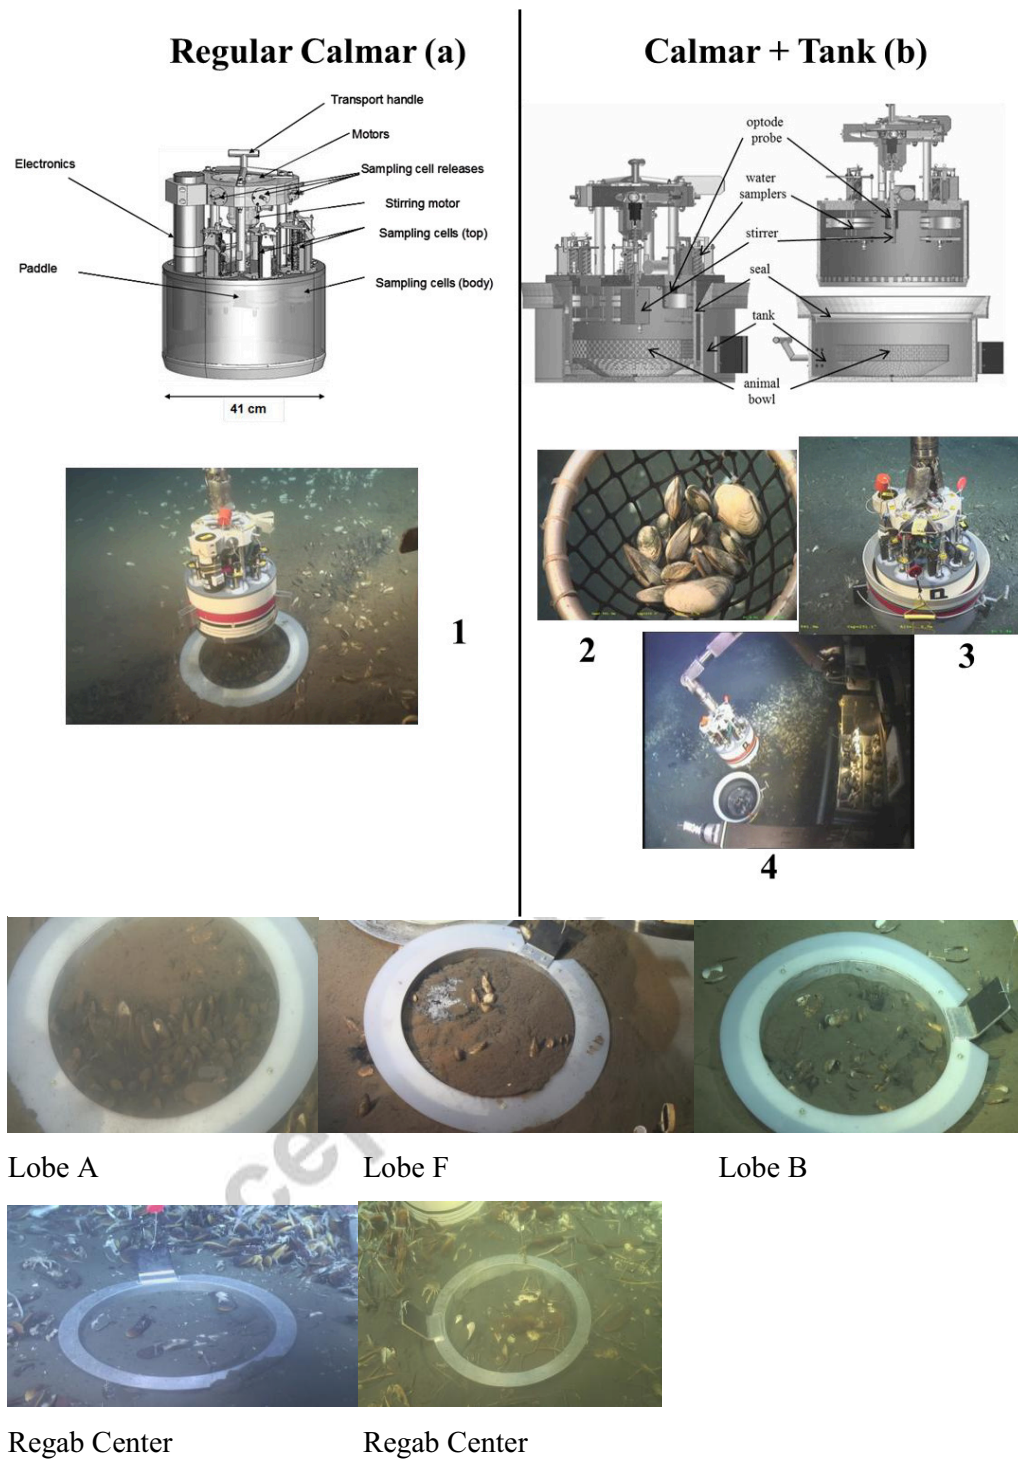 Regular Calmar (a)
Calmar + Tank (b)
Transport handle
Motors
Electronics
Sampling cell releases
Stirring motor
Sampling cells (top)
Paddle
Sampling cells (body)
41 cm
optode
probe
water
samplers
stirrer
seal
tank
animal
bowl
1
2
3
4
Lobe A
Lobe F
Lobe B
Regab Center
Regab Center